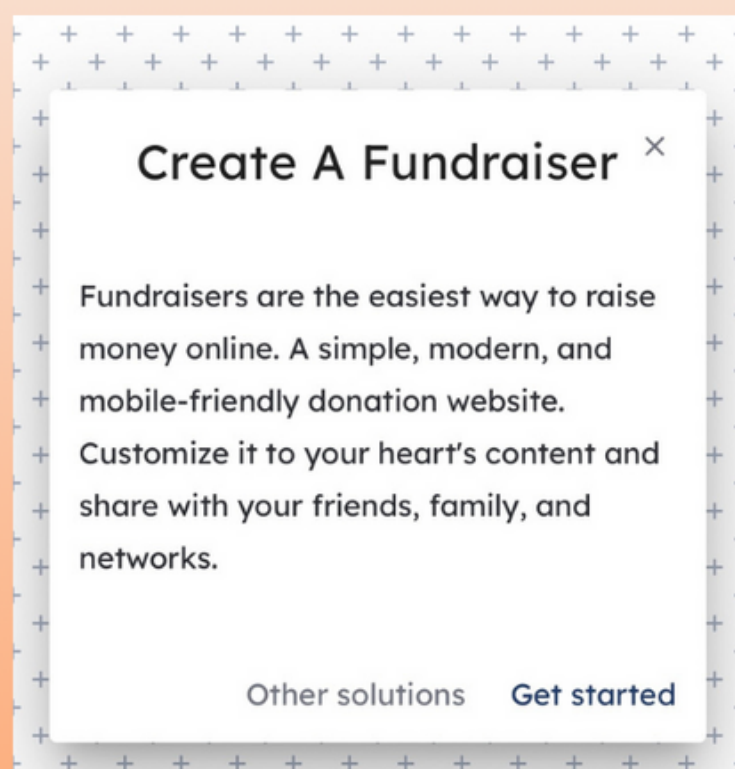 Create A Fundraiser
Fundraisers are the easiest way to raise
money online. A simple, modern, and
mobile-friendly donation website.
Customize it to your heart's content and
share with your friends, family, and
networks.
Other solutions Get started